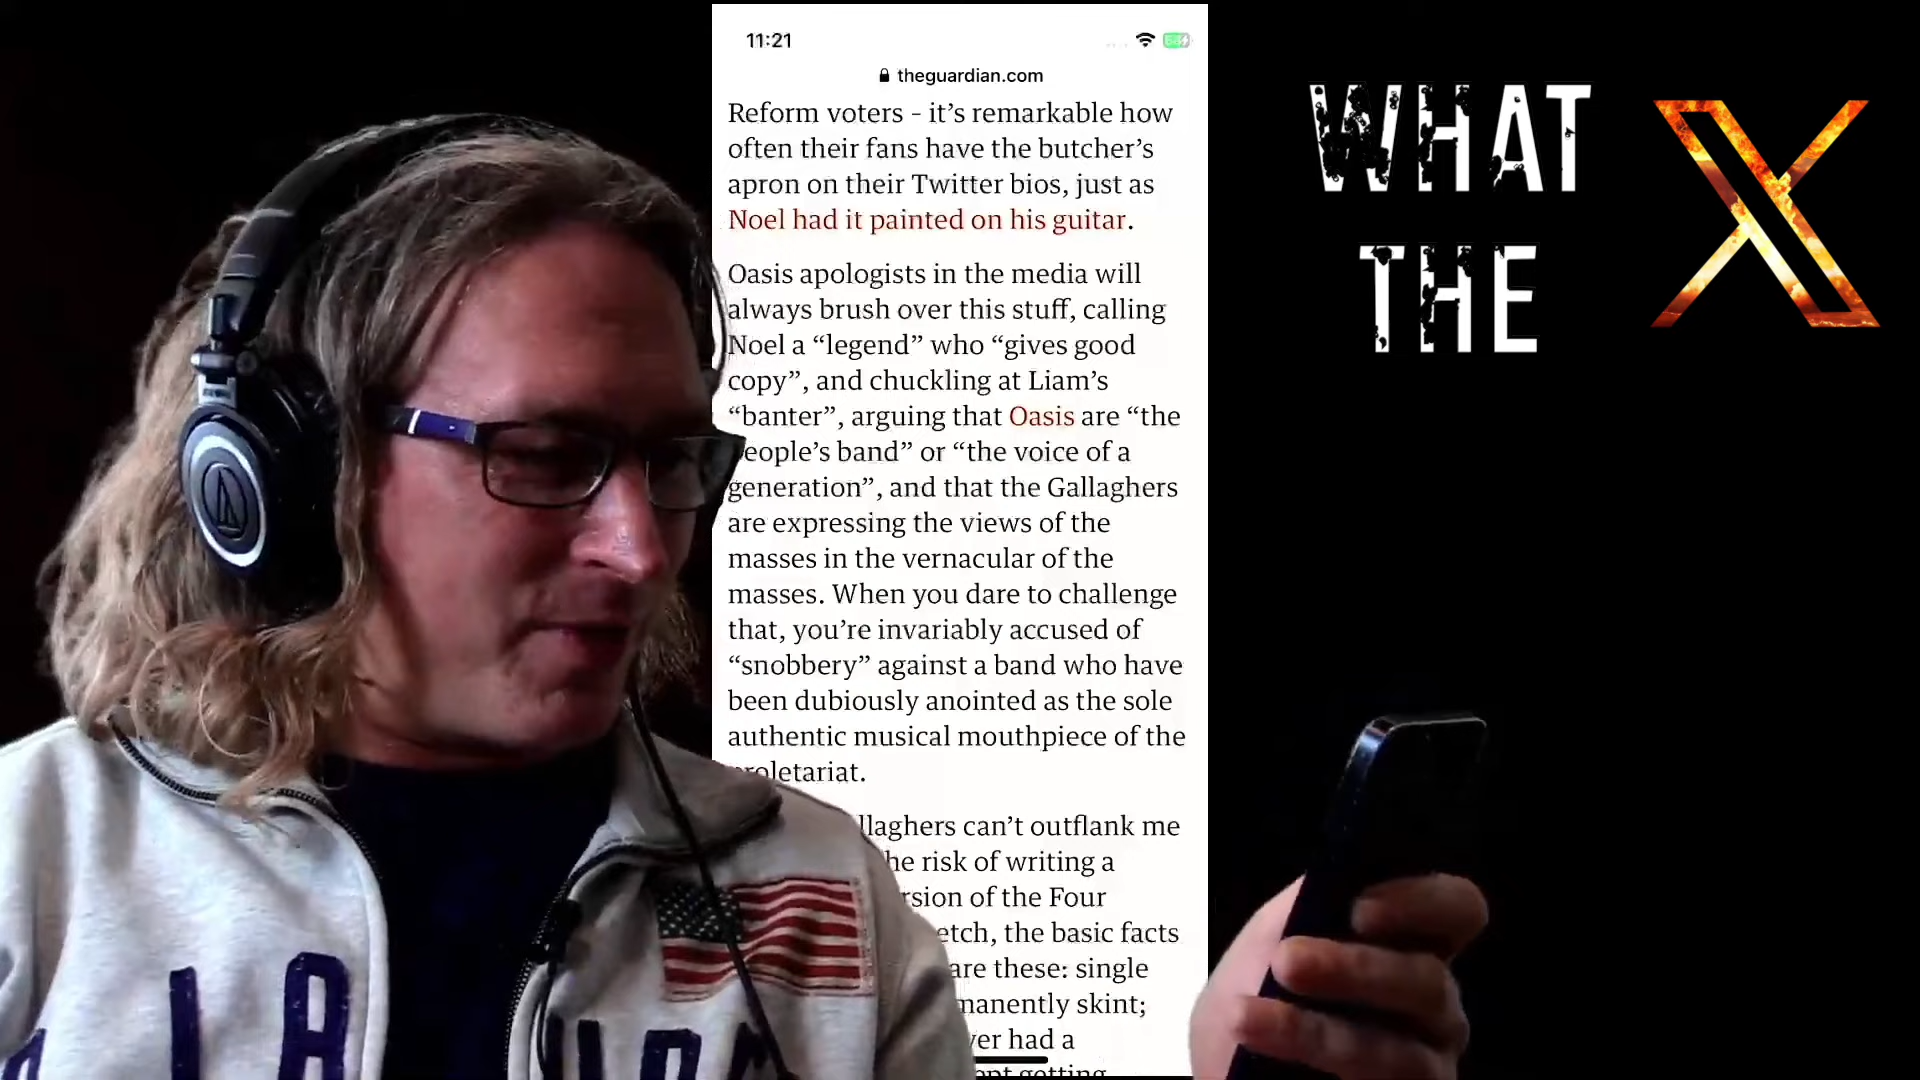 11:21
theguardian.com
Reform voters – it’s remarkable how
often their fans have the butcher’s
apron on their Twitter bios, just as
Noel had it painted on his guitar.
Oasis apologists in the media will
always brush over this stuff, calling
Noel a “legend” who “gives good
copy”, and chuckling at Liam’s
“banter”, arguing that Oasis are “the
eople’s band” or “the voice of a
generation”, and that the Gallaghers
are expressing the views of the
masses in the vernacular of the
masses. When you dare to challenge
that, you’re invariably accused of
“snobbery” against a band who have
been dubiously anointed as the sole
authentic musical mouthpiece of the
roletariat.
llaghers can’t outflank me
he risk of writing a
rsion of the Four
etch, the basic facts
are these: single
manently skint;
ver had a
WHAT
THE
X